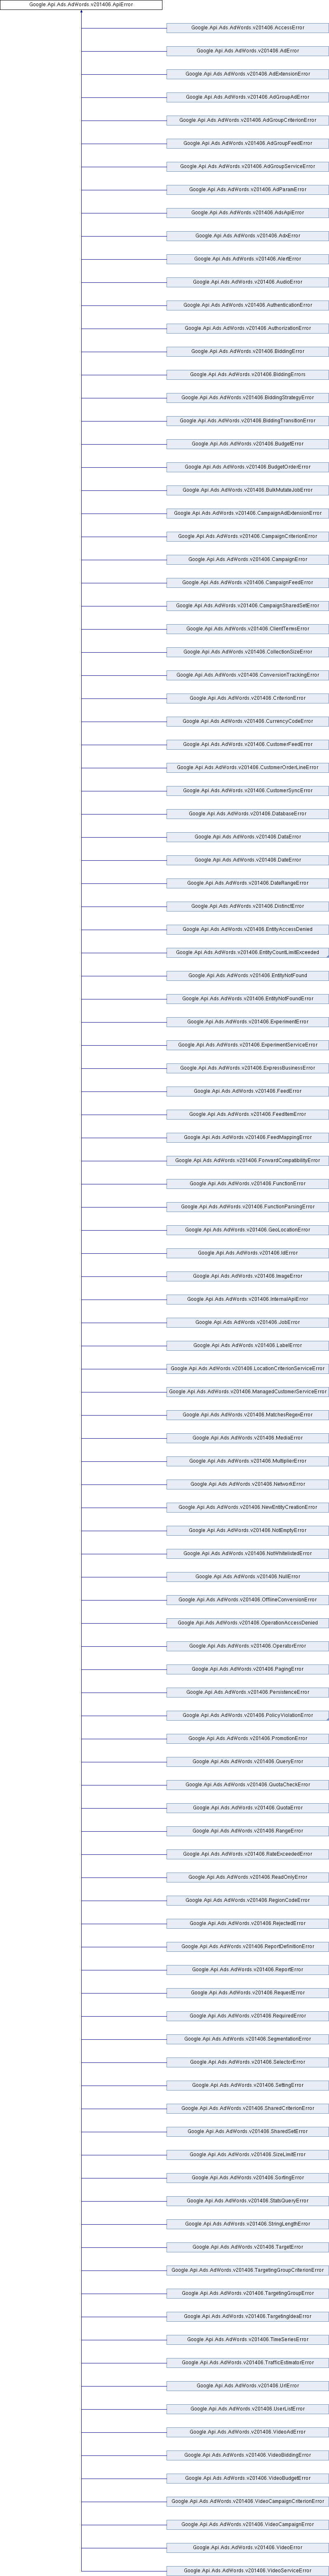 Google.Api.Ads.AdWords.v201406.ApiError
Google.Api.Ads.AdWords.v201406.AccessError
Google.Api.Ads.AdWords.v201406.AdError
Google.Api.Ads.AdWords.v201406.AdExtensionError
Google.Api.Ads.AdWords.v201406.AdGroupAdError
Google.Api.Ads.AdWords.v201406.AdGroupCriterionError
Google.Api.Ads.AdWords.v201406.AdGroupFeedError
Google.Api.Ads.AdWords.v201406.AdGroupServiceError
Google.Api.Ads.AdWords.v201406.AdParamError
Google.Api.Ads.AdWords.v201406.AdsApiError
Google.Api.Ads.AdWords.v201406.AdxError
Google.Api.Ads.AdWords.v201406.AlertError
Google.Api.Ads.AdWords.v201406.AudioError
Google.Api.Ads.AdWords.v201406.AuthenticationError
Google.Api.Ads.AdWords.v201406.AuthorizationError
Google.Api.Ads.AdWords.v201406.BiddingError
Google.Api.Ads.AdWords.v201406.BiddingErrors
Google.Api.Ads.AdWords.v201406.BiddingStrategyError
Google.Api.Ads.AdWords.v201406.BiddingTransitionError
Google.Api.Ads.AdWords.v201406.BudgetError
Google.Api.Ads.AdWords.v201406.BudgetOrderError
Google.Api.Ads.AdWords.v201406.BulkMutateJobError
Google.Api.Ads.AdWords.v201406.CampaignAdExtensionError
Google.Api.Ads.AdWords.v201406.CampaignCriterionError
Google.Api.Ads.AdWords.v201406.CampaignError
Google.Api.Ads.AdWords.v201406.CampaignFeedError
Google.Api.Ads.AdWords.v201406.CampaignSharedSetError
Google.Api.Ads.AdWords.v201406.ClientTermsError
Google.Api.Ads.AdWords.v201406.CollectionSizeError
Google.Api.Ads.AdWords.v201406.ConversionTrackingError
Google.Api.Ads.AdWords.v201406.CriterionError
Google.Api.Ads.AdWords.v201406.CurrencyCodeError
Google.Api.Ads.AdWords.v201406.CustomerFeedError
Google.Api.Ads.AdWords.v201406.CustomerOrderLineError
Google.Api.Ads.AdWords.v201406.CustomerSyncError
Google.Api.Ads.AdWords.v201406.DatabaseError
Google.Api.Ads.AdWords.v201406.DataError
Google.Api.Ads.AdWords.v201406.DateError
Google.Api.Ads.AdWords.v201406.DateRangeError
Google.Api.Ads.AdWords.v201406.DistinctError
Google.Api.Ads.AdWords.v201406.EntityAccessDenied
Google.Api.Ads.AdWords.v201406.EntityCountLimitExceeded
Google.Api.Ads.AdWords.v201406.EntityNotFound
Google.Api.Ads.AdWords.v201406.EntityNotFoundError
Google.Api.Ads.AdWords.v201406.ExperimentError
Google.Api.Ads.AdWords.v201406.ExperimentServiceError
Google.Api.Ads.AdWords.v201406.ExpressBusinessError
Google.Api.Ads.AdWords.v201406.FeedError
Google.Api.Ads.AdWords.v201406.FeedItemError
Google.Api.Ads.AdWords.v201406.FeedMappingError
Google.Api.Ads.AdWords.v201406.ForwardCompatibilityError
Google.Api.Ads.AdWords.v201406.FunctionError
Google.Api.Ads.AdWords.v201406.FunctionParsingError
Google.Api.Ads.AdWords.v201406.GeoLocationError
Google.Api.Ads.AdWords.v201406.IdError
Google.Api.Ads.AdWords.v201406.ImageError
Google.Api.Ads.AdWords.v201406.InternalApiError
Google.Api.Ads.AdWords.v201406.JobError
Google.Api.Ads.AdWords.v201406.LabelError
Google.Api.Ads.AdWords.v201406.LocationCriterionServiceError
Google.Api.Ads.AdWords.v201406.ManagedCustomerServiceError
Google.Api.Ads.AdWords.v201406.MatchesRegexError
Google.Api.Ads.AdWords.v201406.MediaError
Google.Api.Ads.AdWords.v201406.MultiplierError
Google.Api.Ads.AdWords.v201406.NetworkError
Google.Api.Ads.AdWords.v201406.NewEntityCreationError
Google.Api.Ads.AdWords.v201406.NotEmptyError
Google.Api.Ads.AdWords.v201406.NotWhitelistedError
Google.Api.Ads.AdWords.v201406.NullError
Google.Api.Ads.AdWords.v201406.OfflineConversionError
Google.Api.Ads.AdWords.v201406.OperationAccessDenied
Google.Api.Ads.AdWords.v201406.OperatorError
Google.Api.Ads.AdWords.v201406.PagingError
Google.Api.Ads.AdWords.v201406.PersistenceError
Google.Api.Ads.AdWords.v201406.PolicyViolationError
Google.Api.Ads.AdWords.v201406.PromotionError
Google.Api.Ads.AdWords.v201406.QueryError
Google.Api.Ads.AdWords.v201406.QuotaCheckError
Google.Api.Ads.AdWords.v201406.QuotaError
Google.Api.Ads.AdWords.v201406.RangeError
Google.Api.Ads.AdWords.v201406.RateExceededError
Google.Api.Ads.AdWords.v201406.ReadOnlyError
Google.Api.Ads.AdWords.v201406.RegionCodeError
Google.Api.Ads.AdWords.v201406.RejectedError
Google.Api.Ads.AdWords.v201406.ReportDefinitionError
Google.Api.Ads.AdWords.v201406.ReportError
Google.Api.Ads.AdWords.v201406.RequestError
Google.Api.Ads.AdWords.v201406.RequiredError
Google.Api.Ads.AdWords.v201406.SegmentationError
Google.Api.Ads.AdWords.v201406.SelectorError
Google.Api.Ads.AdWords.v201406.SettingError
Google.Api.Ads.AdWords.v201406.SharedCriterionError
Google.Api.Ads.AdWords.v201406.SharedSetError
Google.Api.Ads.AdWords.v201406.SizeLimitError
Google.Api.Ads.AdWords.v201406.SortingError
Google.Api.Ads.AdWords.v201406.StatsQueryError
Google.Api.Ads.AdWords.v201406.StringLengthError
Google.Api.Ads.AdWords.v201406.TargetError
Google.Api.Ads.AdWords.v201406.TargetingGroupCriterionError
Google.Api.Ads.AdWords.v201406.TargetingGroupError
Google.Api.Ads.AdWords.v201406.TargetingIdeaError
Google.Api.Ads.AdWords.v201406.TimeSeriesError
Google.Api.Ads.AdWords.v201406.TrafficEstimatorError
Google.Api.Ads.AdWords.v201406.UrlError
Google.Api.Ads.AdWords.v201406.UserListError
Google.Api.Ads.AdWords.v201406.VideoAdError
Google.Api.Ads.AdWords.v201406.VideoBiddingError
Google.Api.Ads.AdWords.v201406.VideoBudgetError
Google.Api.Ads.AdWords.v201406.VideoCampaignCriterionError
Google.Api.Ads.AdWords.v201406.VideoCampaignError
Google.Api.Ads.AdWords.v201406.VideoError
Google.Api.Ads.AdWords.v201406.VideoServiceError